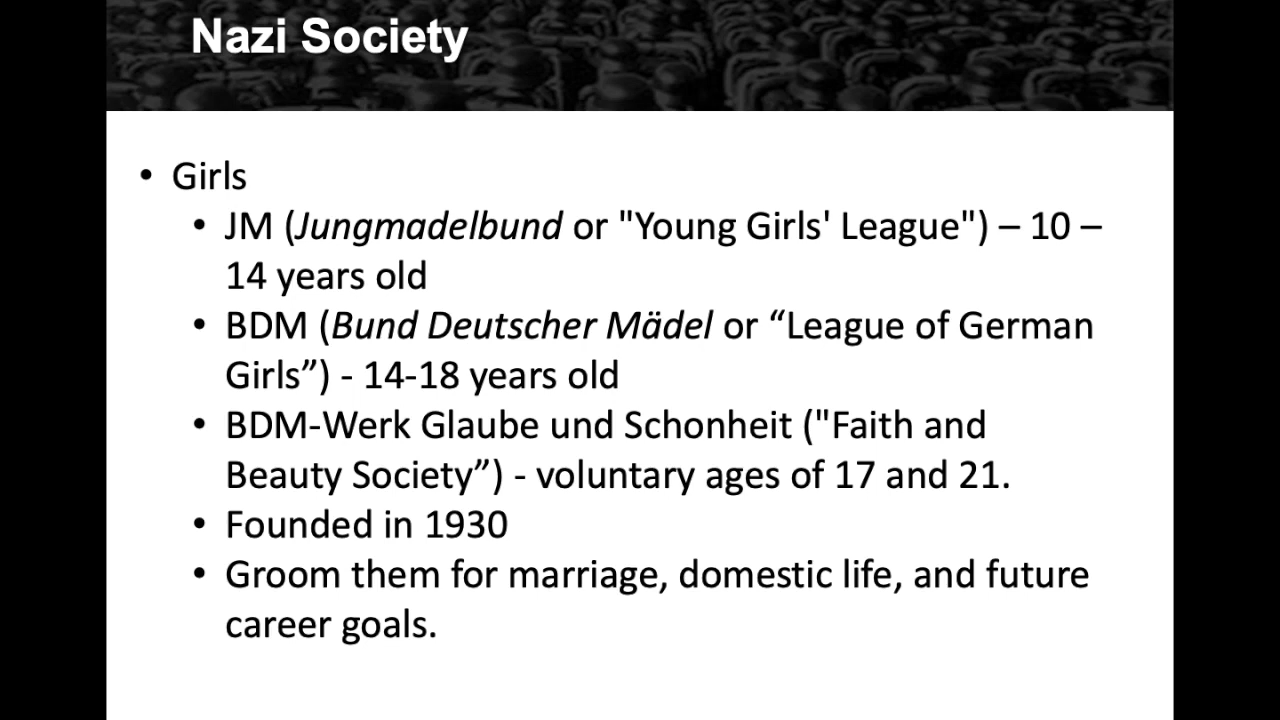 Nazi Society
• Girls
• JM (Jungmadelbund or "Young Girls' League") – 10 –
14 years old
• BDM (Bund Deutscher Mädel or “League of German
Girls”) - 14-18 years old
• BDM-Werk Glaube und Schonheit ("Faith and
Beauty Society”) - voluntary ages of 17 and 21.
• Founded in 1930
• Groom them for marriage, domestic life, and future
career goals.